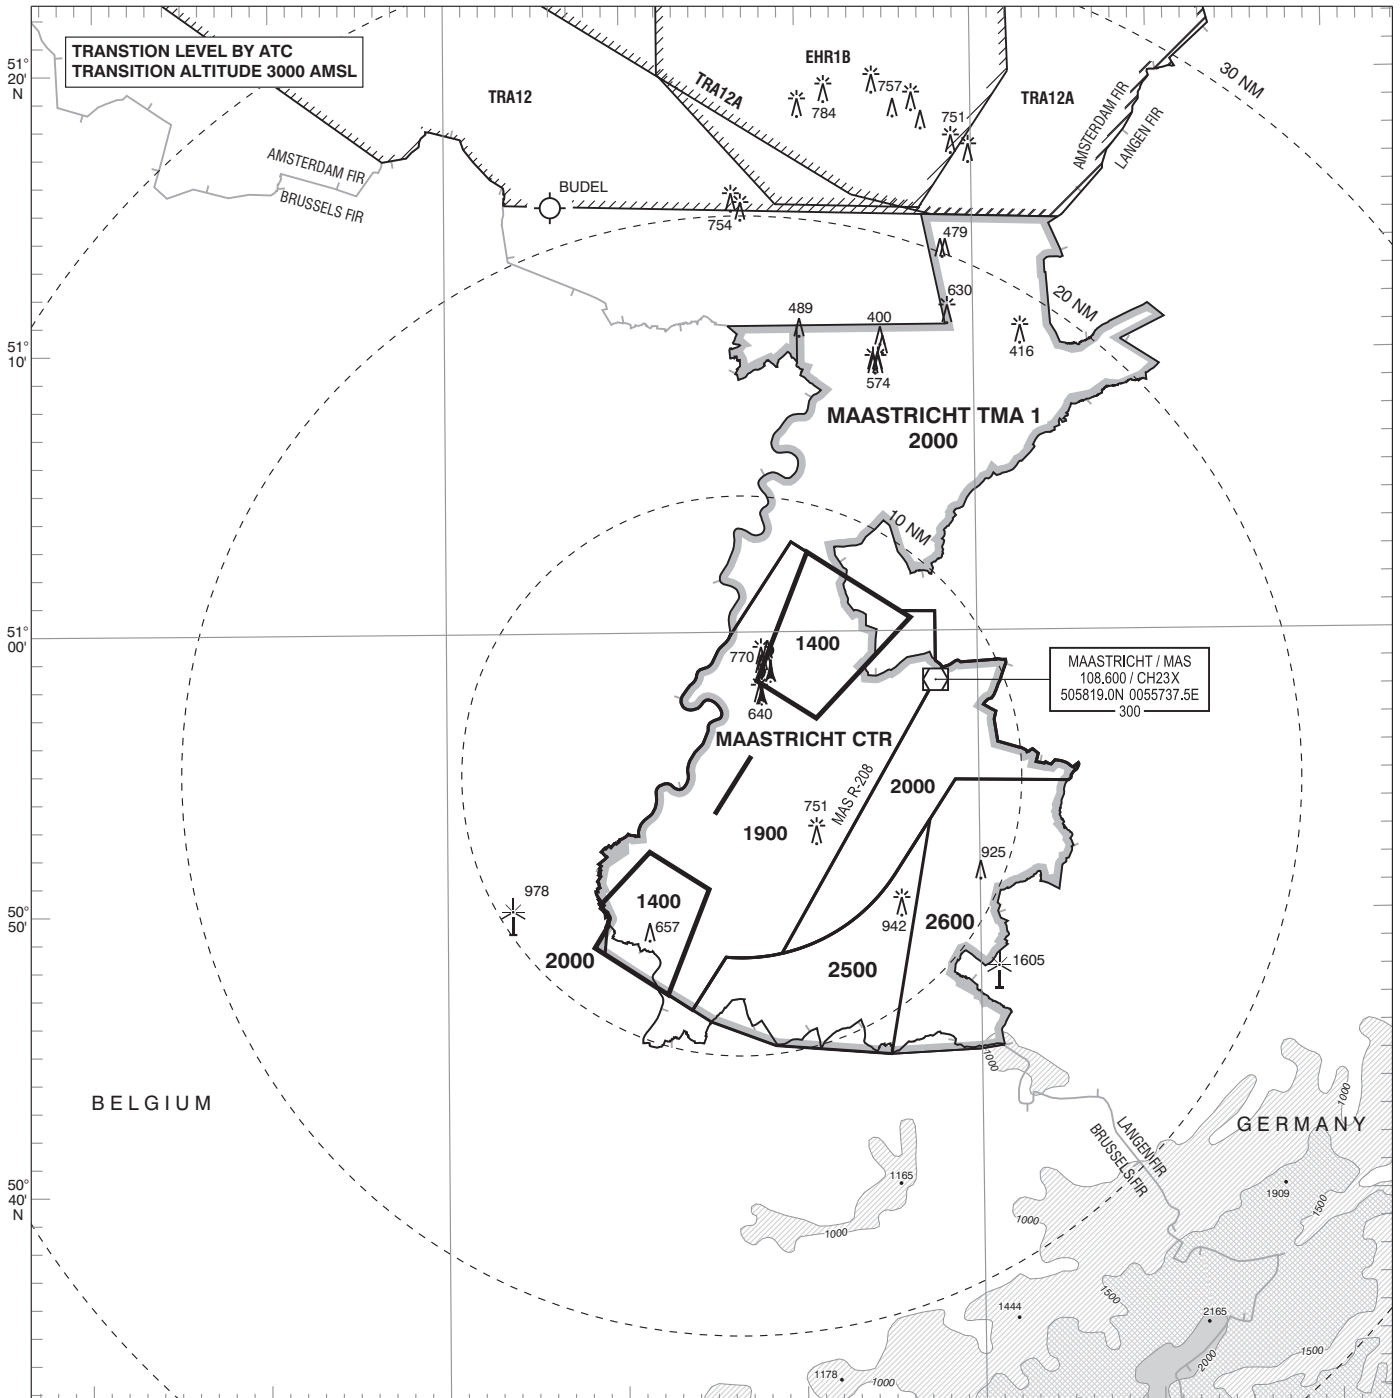 TRANSTION LEVEL BY ATC
TRANSITION ALTITUDE 3000 AMSL
51°
20'
N
TRA12
TRA12A
EHR1B
757
784
751
TRA12A
AMSTERDAM FIR
LANGEN FIR
30 NM
AMSTERDAM FIR
BRUSSELS FIR
BUDEL
754
479
630
20 NM
489
400
416
574
51°
10'
MAASTRICHT TMA 1
2000
10 NM
51°
00'
1400
770
640
MAASTRICHT / MAS
108.600 / CH23X
505819.0N 0055737.5E
300
MAASTRICHT CTR
MAS R-208
2000
751
1900
925
978
1400
657
942
2600
50°
50'
2000
2500
1605
1000
BELGIUM
GERMANY
1000
LANGEN FIR
BRUSSELS FIR
1165
1909
50°
40'
N
1000
1000
1500
1500
1444
2165
2000
1500
1178
1000